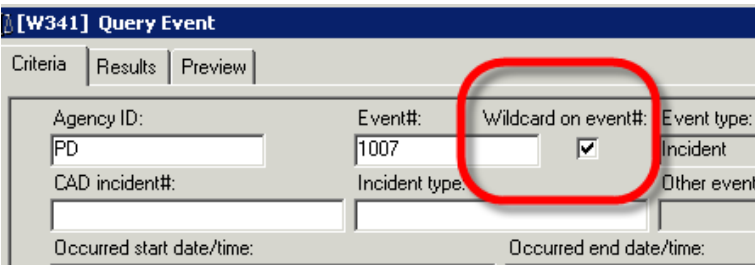 [W341] Query Event
Criteria Results Preview
Agency ID: Event#: Wildcard on event#: Event type:
PD 1007 Incident
CAD incident#: Incident type: Other event
Occurred start date/time: Occurred end date/time: